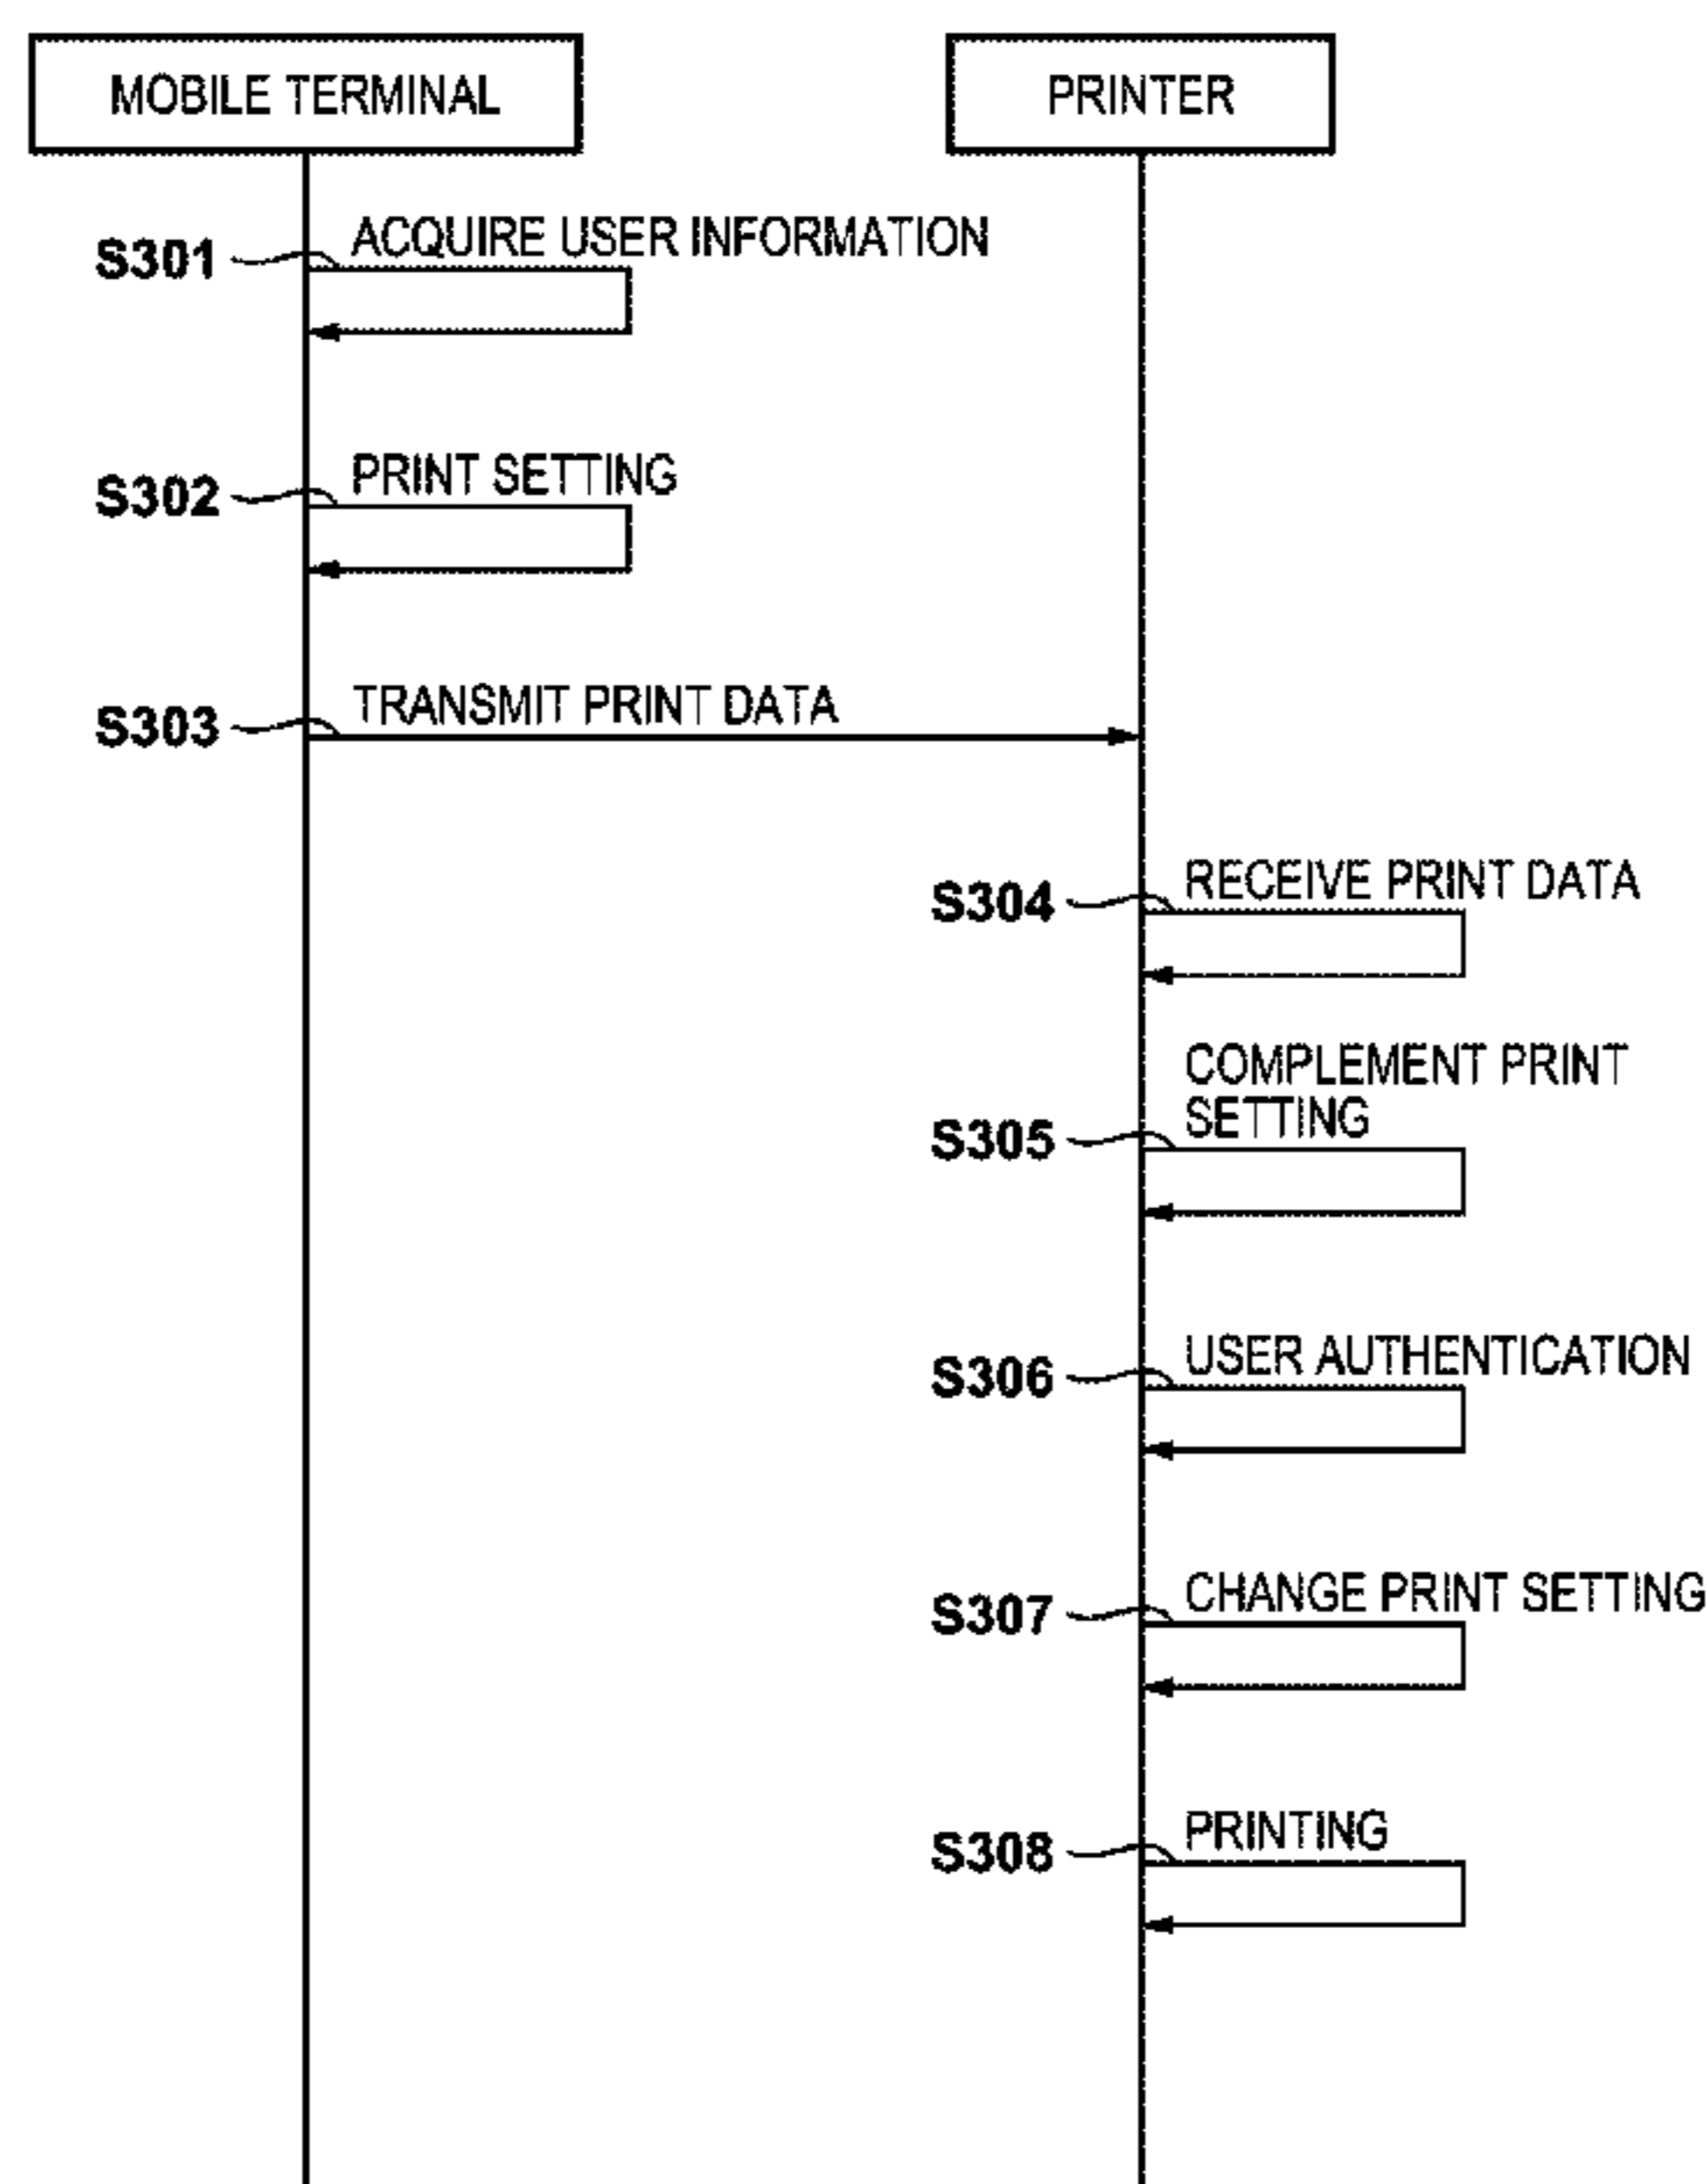 MOBILE TERMINAL
PRINTER
S301
ACQUIRE USER INFORMATION
S302
PRINT SETTING
S303
TRANSMIT PRINT DATA
S304
RECEIVE PRINT DATA
S305
COMPLEMENT PRINT
SETTING
S306
USER AUTHENTICATION
S307
CHANGE PRINT SETTING
S308
PRINTING